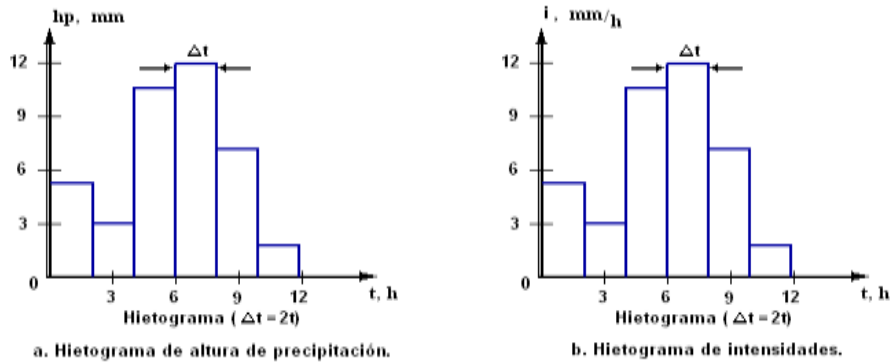 hp, mm
Δt
12
9
6
3
0
3 6 9 12
t, h
Hietograma ( Δt = 2t)
a. Hietograma de altura de precipitación.
i , mm/h
Δt
12
9
6
3
0
3 6 9 12
t, h
Hietograma ( Δt = 2t)
b. Hietograma de intensidades.